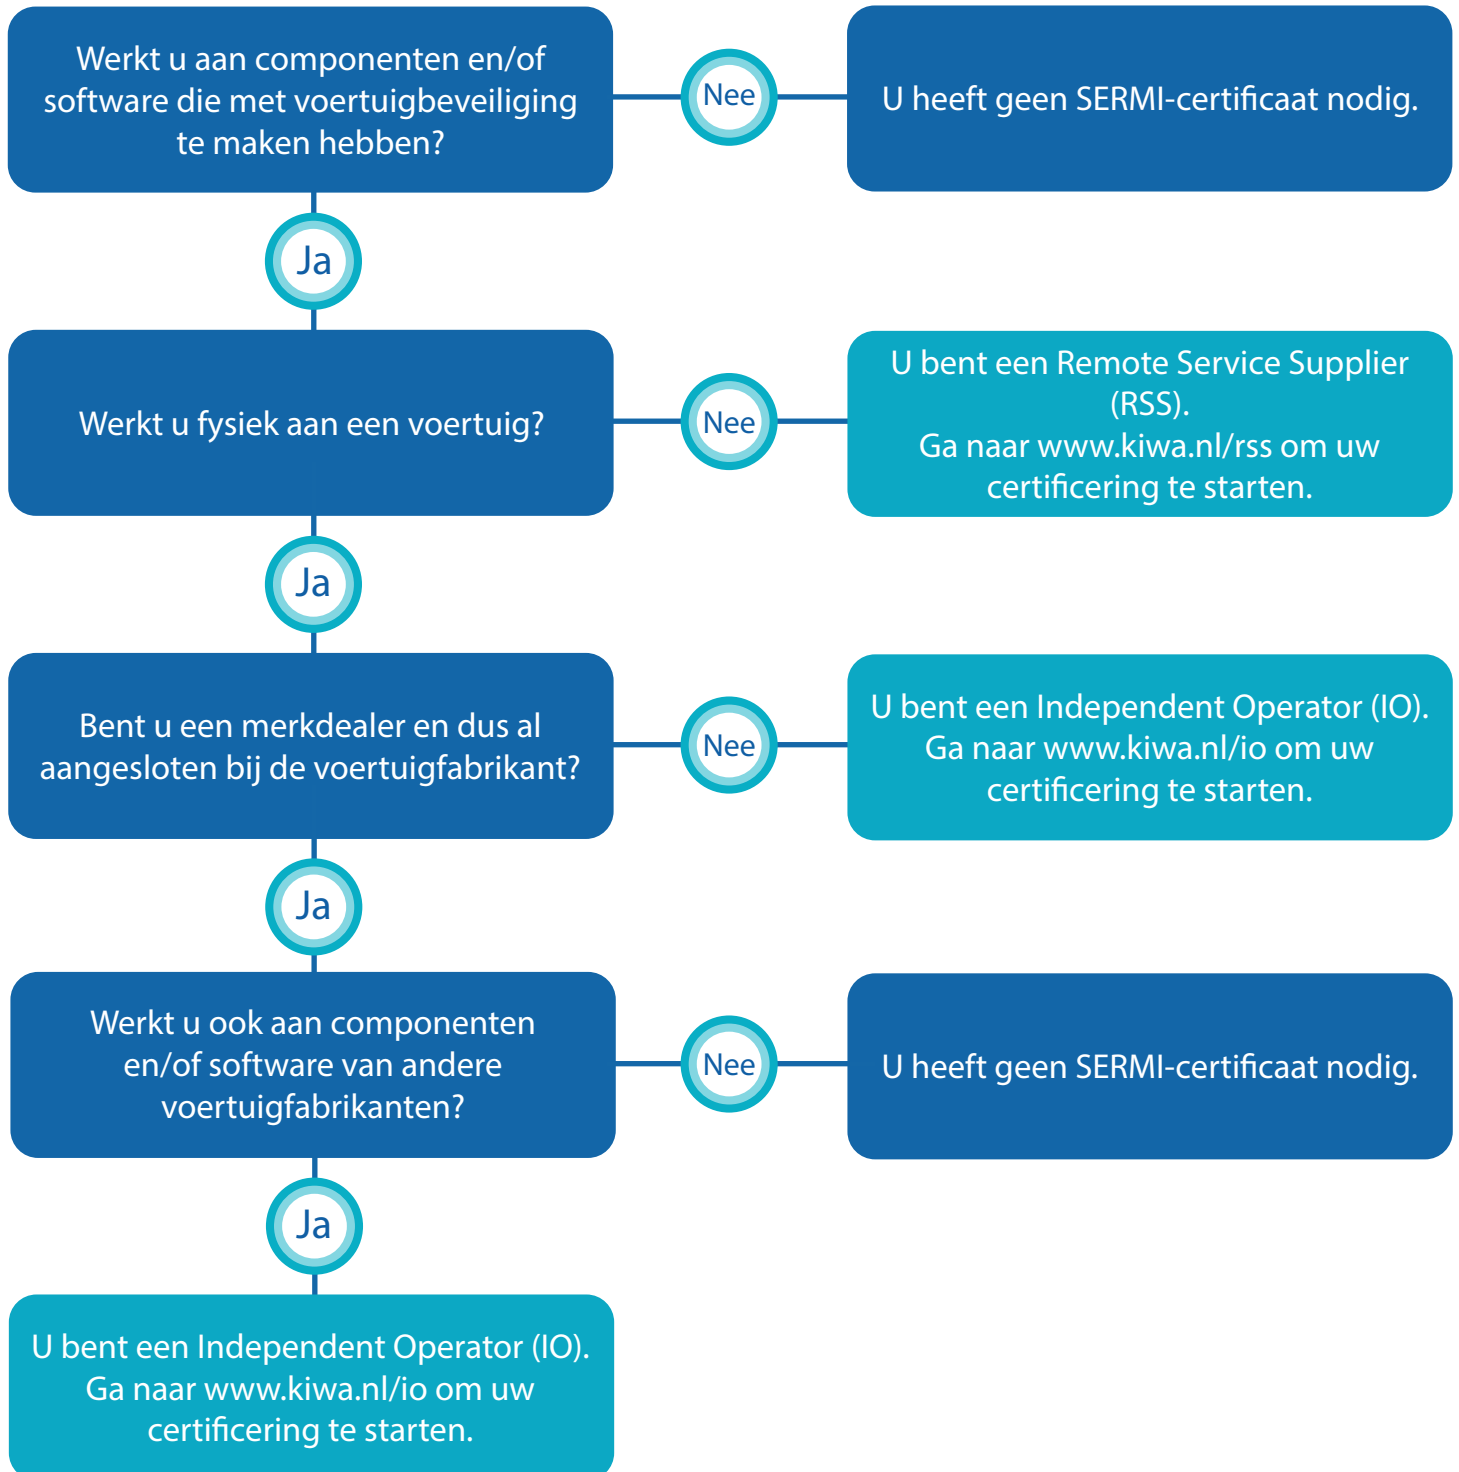 Werkt u aan componenten en/of
software die met voertuigbeveiliging
te maken hebben?
Nee
U heeft geen SERMI-certificaat nodig.
Ja
Werkt u fysiek aan een voertuig?
Nee
U bent een Remote Service Supplier
(RSS).
Ga naar www.kiwa.nl/rss om uw
certificering te starten.
Ja
Bent u een merkdealer en dus al
aangesloten bij de voertuigfabrikant?
Nee
U bent een Independent Operator (IO).
Ga naar www.kiwa.nl/io om uw
certificering te starten.
Ja
Werkt u ook aan componenten
en/of software van andere
voertuigfabrikanten?
Nee
U heeft geen SERMI-certificaat nodig.
Ja
U bent een Independent Operator (IO).
Ga naar www.kiwa.nl/io om uw
certificering te starten.